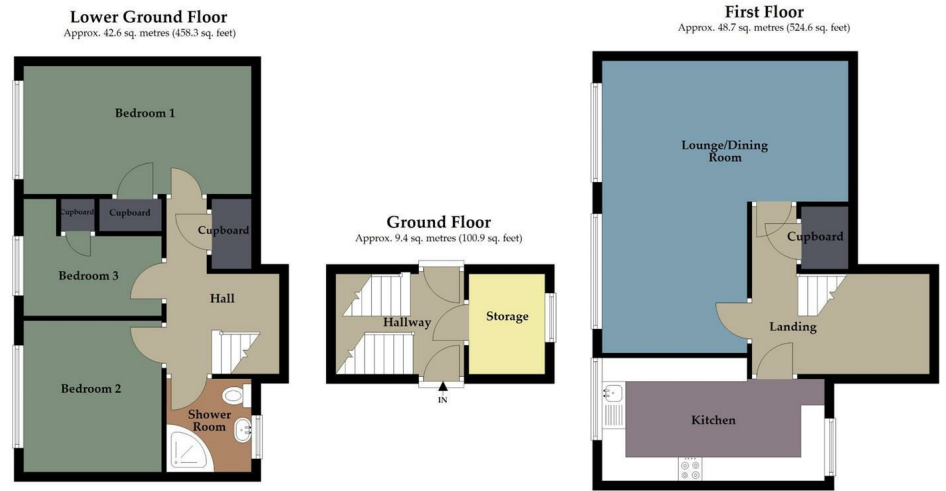 Lower Ground Floor
Approx. 42.6 sq. metres (458.3 sq. feet)
Bedroom 1
Cupboard
Cupboard
Cupboard
Bedroom 3
Hall
Bedroom 2
Shower
Room
Ground Floor
Approx. 9.4 sq. metres (100.9 sq. feet)
Hallway
Storage
IN
First Floor
Approx. 48.7 sq. metres (524.6 sq. feet)
Lounge/Dining
Room
Cupboard
Landing
Kitchen